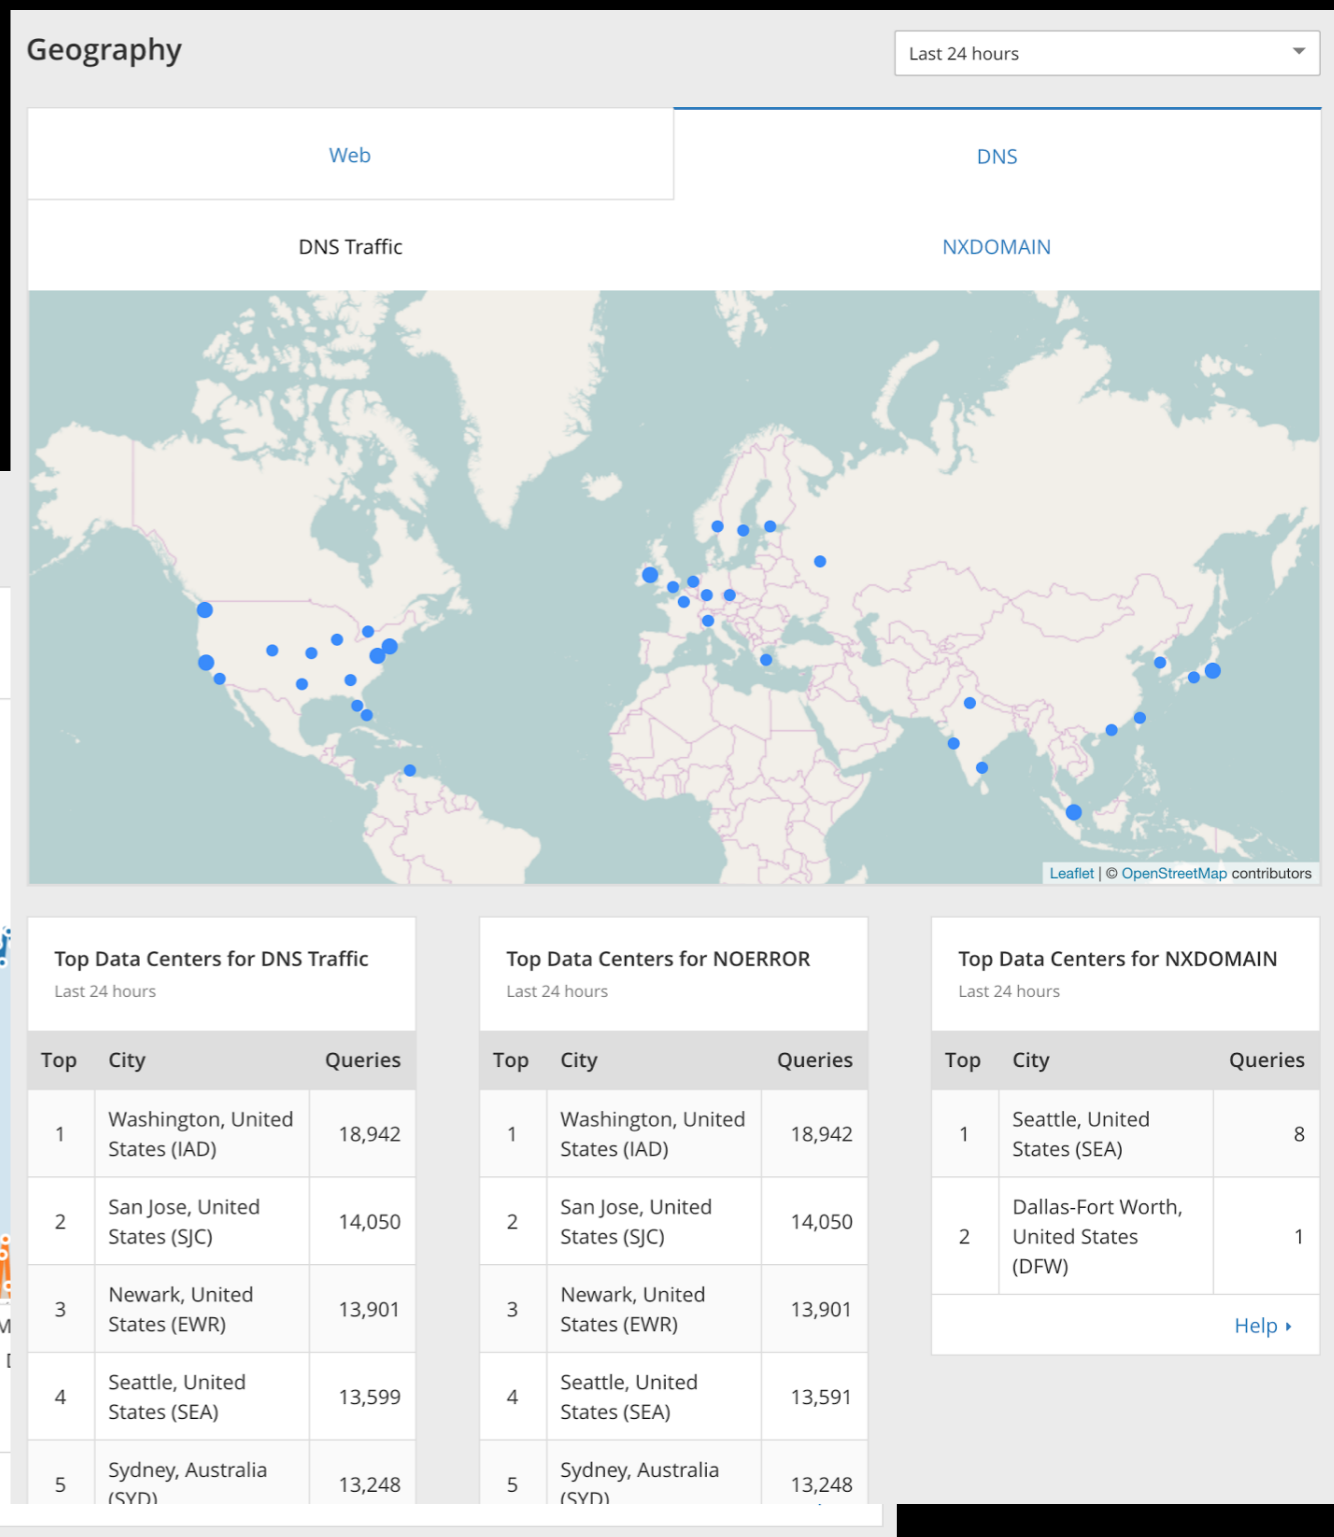 Geography
Last 24 hours
Web
DNS
DNS Traffic
NXDOMAIN
Leaflet | © OpenStreetMap contributors
Top Data Centers for DNS Traffic
Last 24 hours
Top City Queries
1 Washington, United States (IAD) 18,942
2 San Jose, United States (SJC) 14,050
3 Newark, United States (EWR) 13,901
4 Seattle, United States (SEA) 13,599
5 Sydney, Australia (SYD) 13,248
Top Data Centers for NOERROR
Last 24 hours
Top City Queries
1 Washington, United States (IAD) 18,942
2 San Jose, United States (SJC) 14,050
3 Newark, United States (EWR) 13,901
4 Seattle, United States (SEA) 13,591
5 Sydney, Australia (SYD) 13,248
Top Data Centers for NXDOMAIN
Last 24 hours
Top City Queries
1 Seattle, United States (SEA) 8
2 Dallas-Fort Worth, United States (DFW) 1
Help